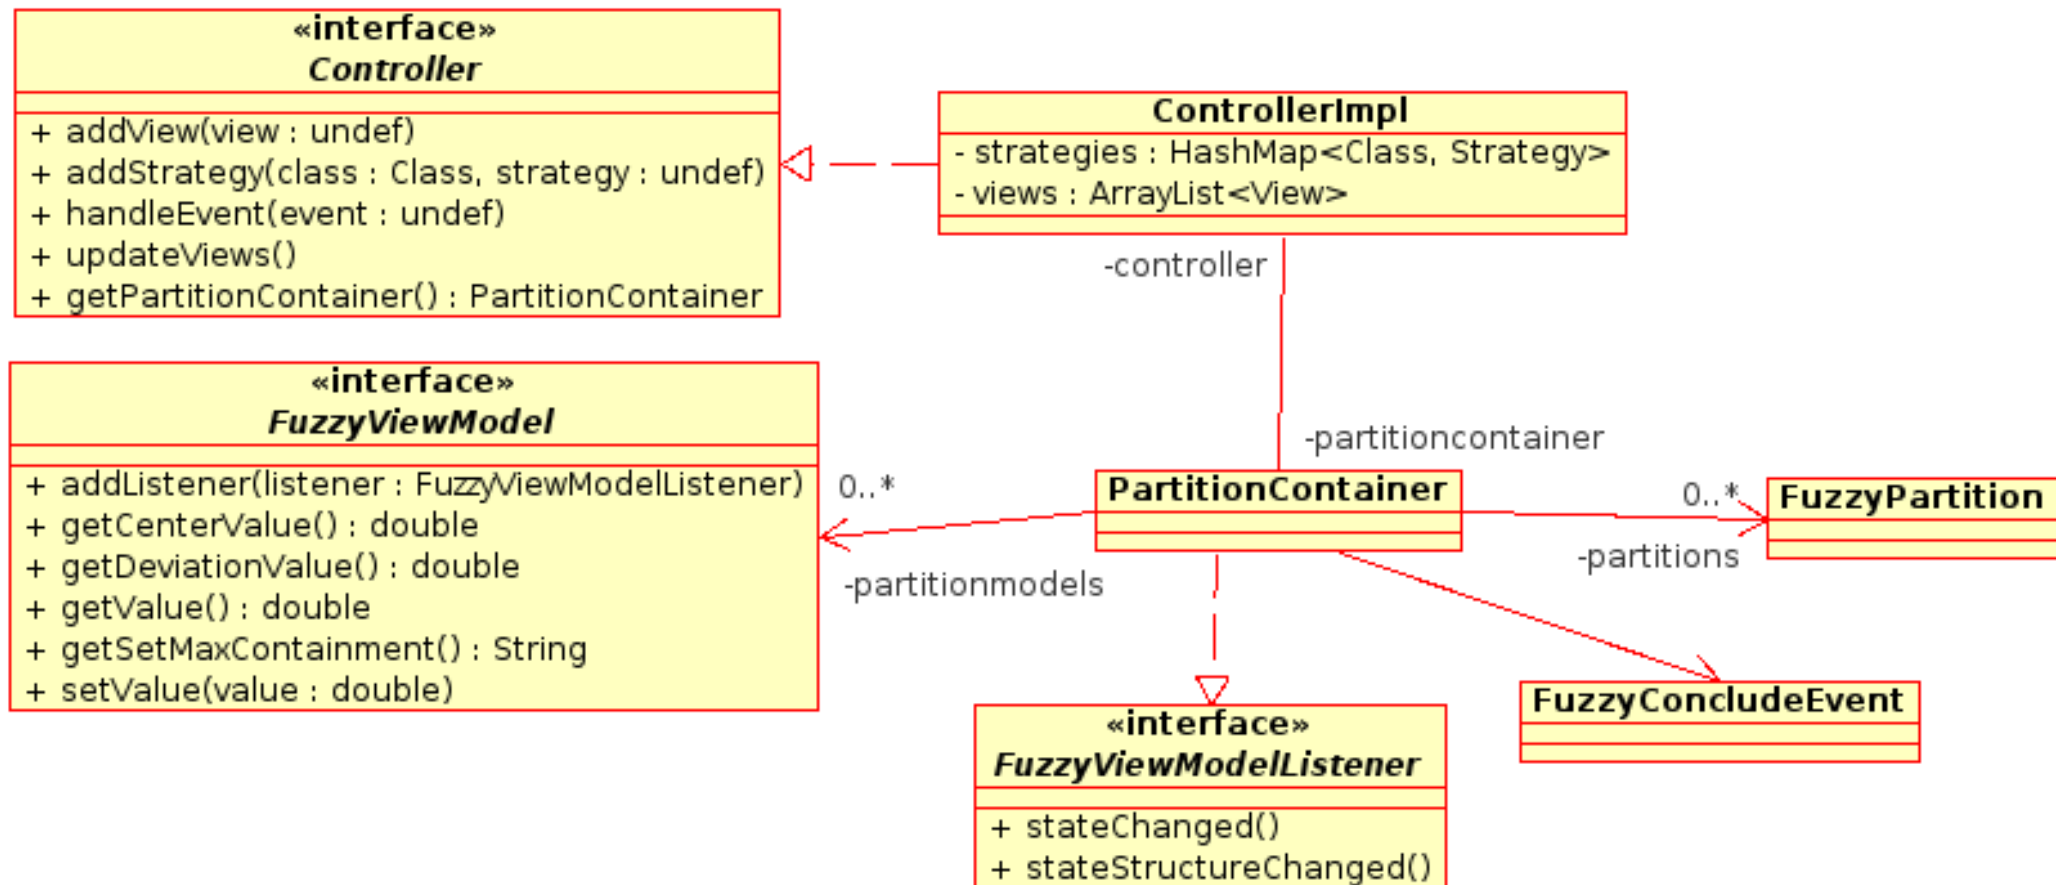 «interface»
Controller
+ addView(view : undef)
+ addStrategy(class : Class, strategy : undef)
+ handleEvent(event : undef)
+ updateViews()
+ getPartitionContainer() : PartitionContainer
ControllerImpl
- strategies : HashMap<Class, Strategy>
- views : ArrayList<View>
-controller
-partitioncontainer
«interface»
FuzzyViewModel
+ addListener(listener : FuzzyViewModelListener)
+ getCenterValue() : double
+ getDeviationValue() : double
+ getValue() : double
+ getSetMaxContainment() : String
+ setValue(value : double)
0..*
-partitionmodels
PartitionContainer
0..*
-partitions
FuzzyPartition
FuzzyConcludeEvent
«interface»
FuzzyViewModelListener
+ stateChanged()
+ stateStructureChanged()